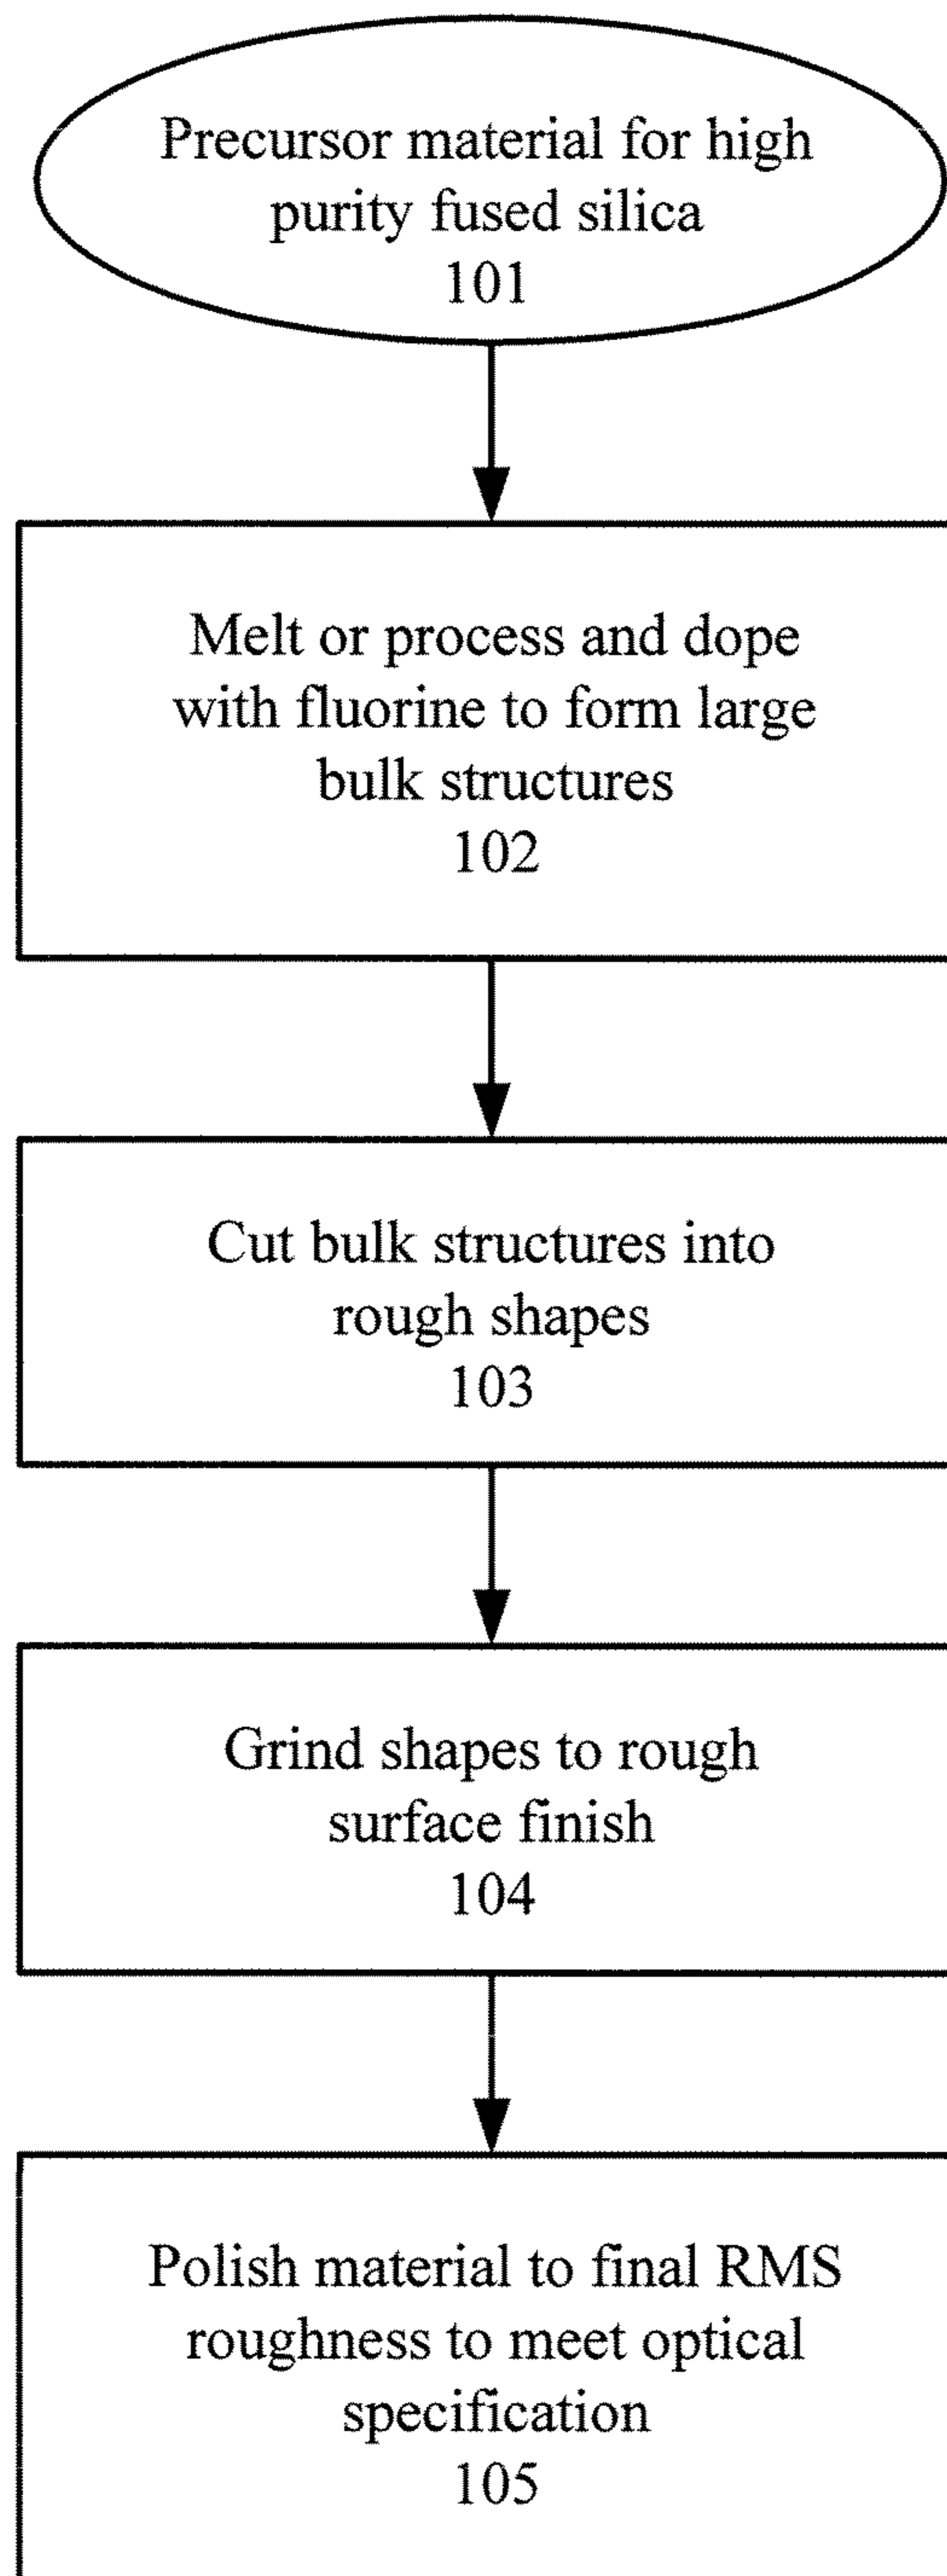 Precursor material for high
purity fused silica
101
Melt or process and dope
with fluorine to form large
bulk structures
102
Cut bulk structures into
rough shapes
103
Grind shapes to rough
surface finish
104
Polish material to final RMS
roughness to meet optical
specification
105